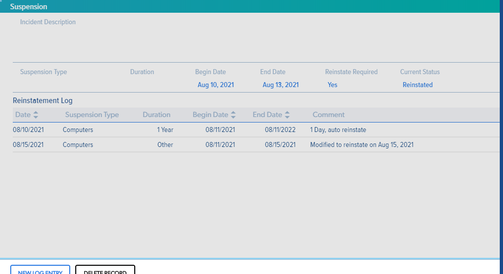 Suspension
Incident Description
Suspension Type Duration Begin Date End Date Reinstate Required Current Status
Aug 10, 2021 Aug 13, 2021 Yes Reinstated
Reinstatement Log
Date Suspension Type Duration Begin Date End Date Comment
08/10/2021 Computers 1 Year 08/11/2021 08/11/2022 1 Day, auto reinstate
08/15/2021 Computers Other 08/11/2021 08/15/2021 Modified to reinstate on Aug 15, 2021
NEW LOG ENTRY DELETE RECORD